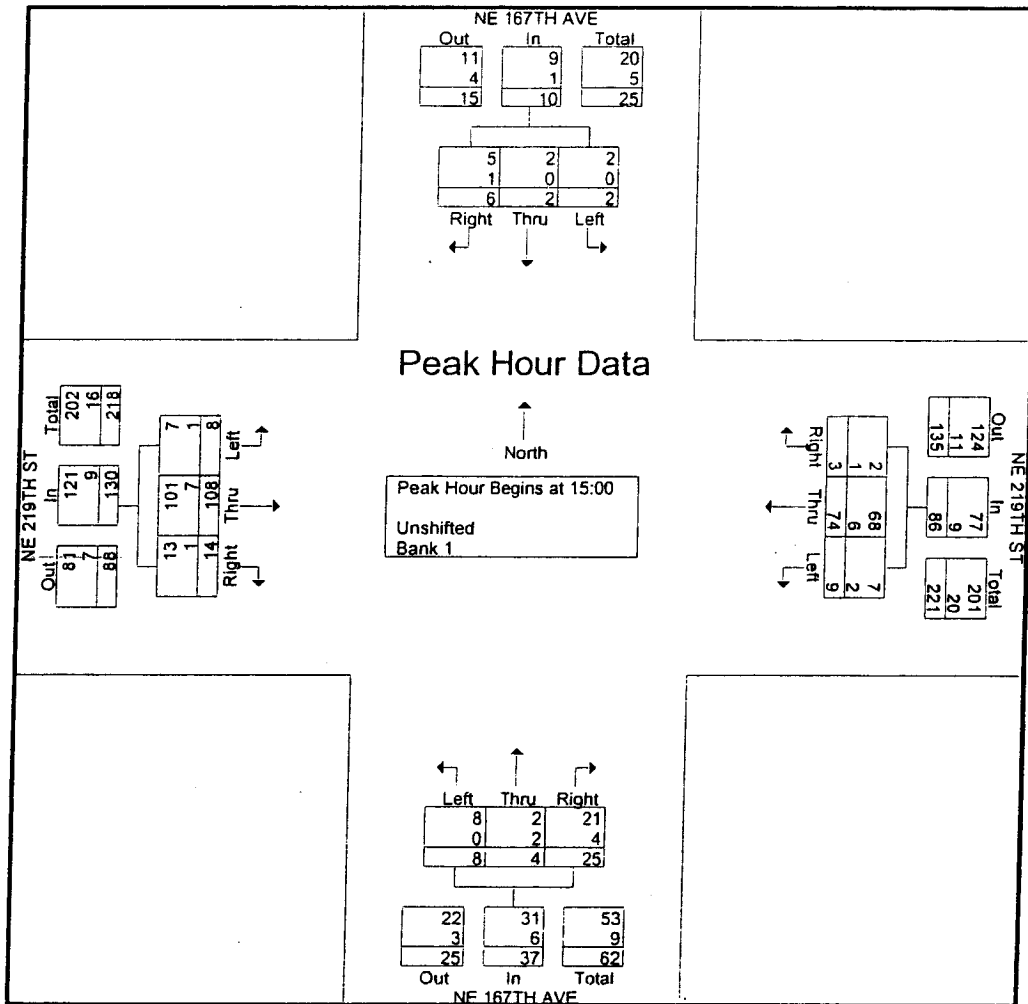 NE 167TH AVE
Out In Total
11 9 20
4 1 5
15 10 25
5 2 2
1 0 0
6 2 2
Right Thru Left
Peak Hour Data
North
Peak Hour Begins at 15:00
Unshifted
Bank 1
NE 219TH ST
Total In Out
202 121 81
16 9 7
218 130 88
7 101 13
1 7 1
8 108 14
Left Thru Right
NE 219TH ST
Out In Total
124 77 201
11 9 20
135 86 221
2 68 7
1 6 2
3 74 9
Right Thru Left
Left Thru Right
8 2 21
0 2 4
8 4 25
22 31 53
3 6 9
25 37 62
Out In Total
NE 167TH AVE